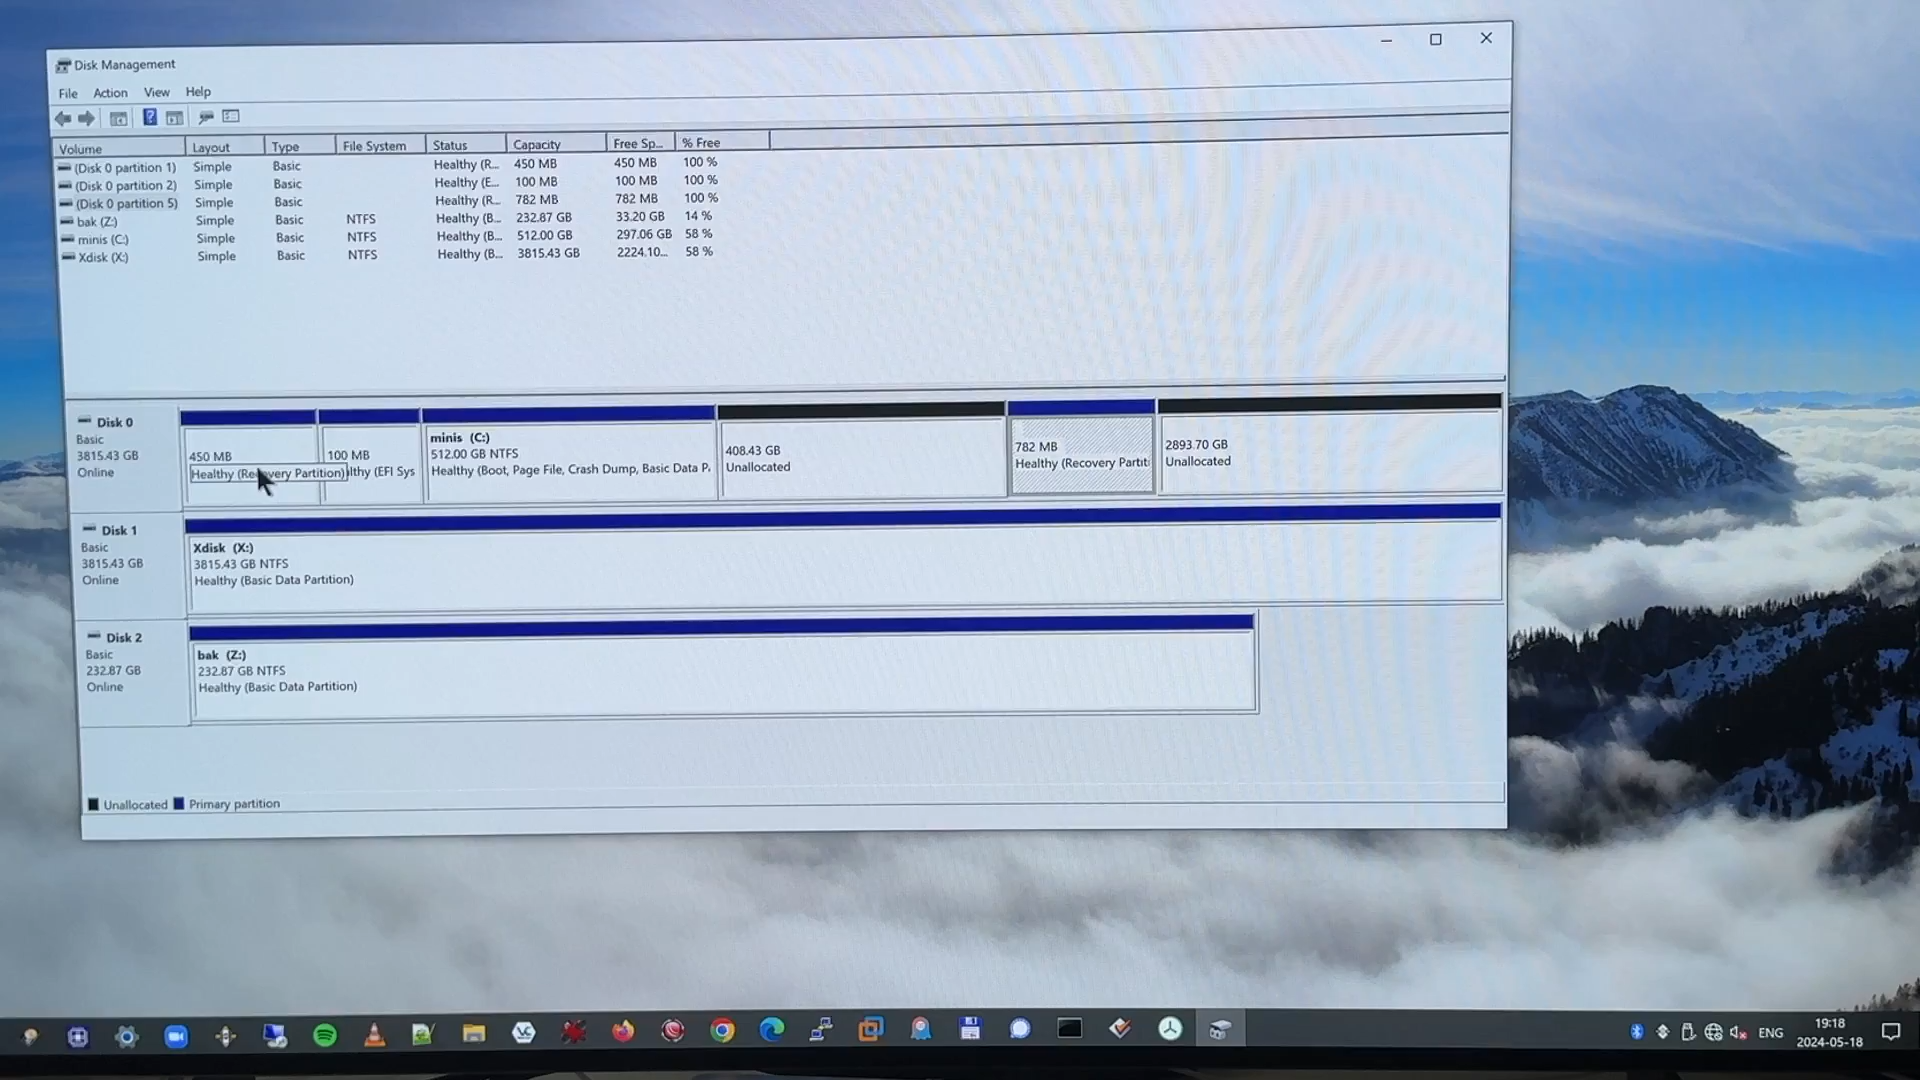 Disk Management
File Action View Help
Volume Layout Type File System Status Capacity Free Sp... % Free
(Disk 0 partition 1) Simple Basic Healthy (R... 450 MB 450 MB 100 %
(Disk 0 partition 2) Simple Basic Healthy (E... 100 MB 100 MB 100 %
(Disk 0 partition 5) Simple Basic Healthy (R... 782 MB 782 MB 100 %
bak (Z:) Simple Basic NTFS Healthy (B... 232.87 GB 33.20 GB 14 %
minis (C:) Simple Basic NTFS Healthy (B... 512.00 GB 297.06 GB 58 %
Xdisk (X:) Simple Basic NTFS Healthy (B... 3815.43 GB 2224.10... 58 %
Disk 0
Basic
3815.43 GB
Online
450 MB
Healthy (Recovery Partition)
100 MB
lthy (EFI Sys
minis (C:)
512.00 GB NTFS
Healthy (Boot, Page File, Crash Dump, Basic Data P.
408.43 GB
Unallocated
782 MB
Healthy (Recovery Partiti
2893.70 GB
Unallocated
Disk 1
Basic
3815.43 GB
Online
Xdisk (X:)
3815.43 GB NTFS
Healthy (Basic Data Partition)
Disk 2
Basic
232.87 GB
Online
bak (Z:)
232.87 GB NTFS
Healthy (Basic Data Partition)
Unallocated Primary partition
ENG
19:18
2024-05-18